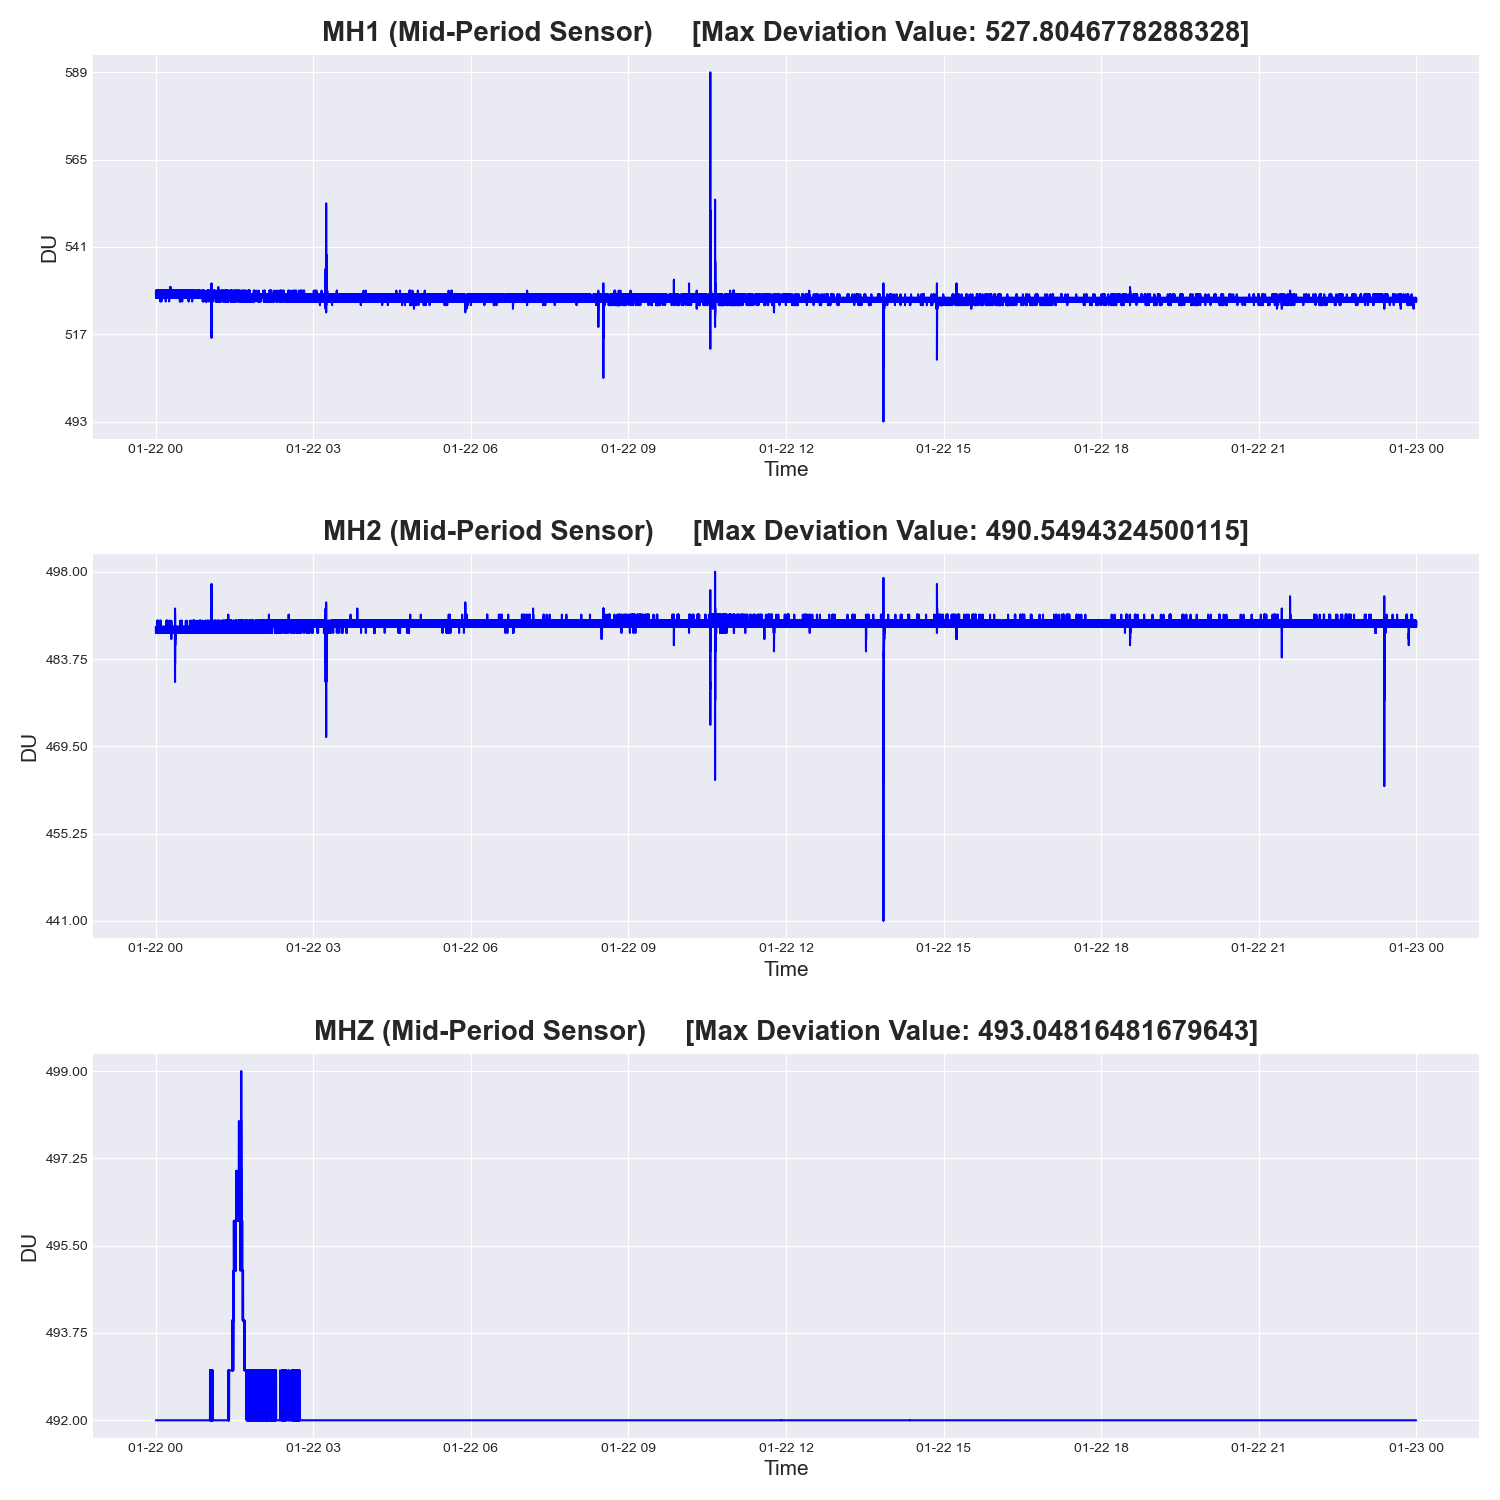 MH1 (Mid-Period Sensor) [Max Deviation Value: 527.8046778288328]
589
565
541
517
493
DU
01-22 00 01-22 03 01-22 06 01-22 09 01-22 12 01-22 15 01-22 18 01-22 21 01-23 00
Time
MH2 (Mid-Period Sensor) [Max Deviation Value: 490.5494324500115]
498.00
483.75
469.50
455.25
441.00
DU
01-22 00 01-22 03 01-22 06 01-22 09 01-22 12 01-22 15 01-22 18 01-22 21 01-23 00
Time
MHZ (Mid-Period Sensor) [Max Deviation Value: 493.04816481679643]
499.00
497.25
495.50
493.75
492.00
DU
01-22 00 01-22 03 01-22 06 01-22 09 01-22 12 01-22 15 01-22 18 01-22 21 01-23 00
Time